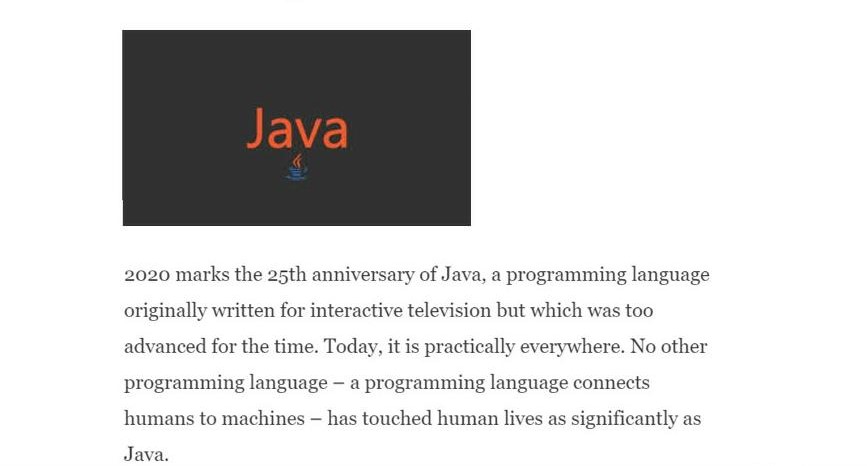 Java
2020 marks the 25th anniversary of Java, a programming language
originally written for interactive television but which was too
advanced for the time. Today, it is practically everywhere. No other
programming language – a programming language connects
humans to machines – has touched human lives as significantly as
Java.